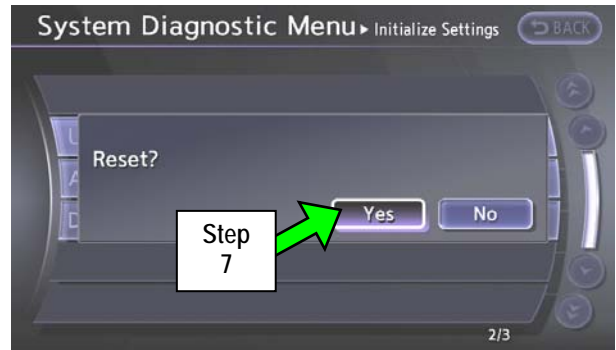 System Diagnostic Menu ▸ Initialize Settings
BACK
U
A
D
Reset?
Yes
No
Step
7
2/3